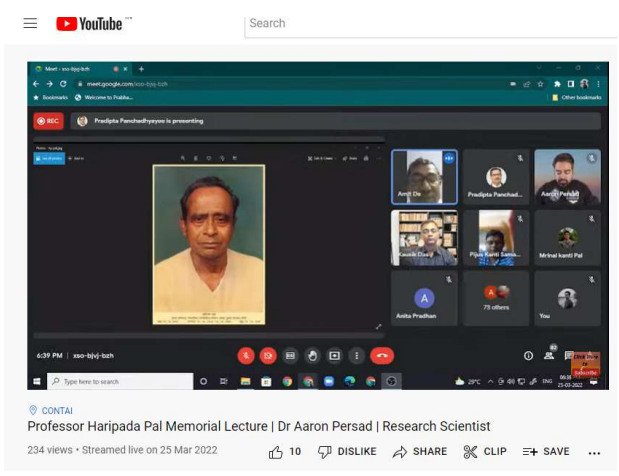 YouTube
Search
Meet - xso-bjvj-bzh
meet.google.com/xso-bjvj-bzh
Bookmarks
Other bookmarks
REC
Pradipta Panchadhyayee is presenting
Amit De
Pradipta Panchad...
Aaron Persad
Kausik Das
Pijus Kanti Sama...
Mrinal kanti Pal
A
Anita Pradhan
A
73 others
You
6:39 PM | xso-bjvj-bzh
82
Type here to search
29°C
ENG
25-03-2022
Subscribe
CONTAI
Professor Haripada Pal Memorial Lecture | Dr Aaron Persad | Research Scientist
234 views • Streamed live on 25 Mar 2022
10
DISLIKE
SHARE
CLIP
SAVE